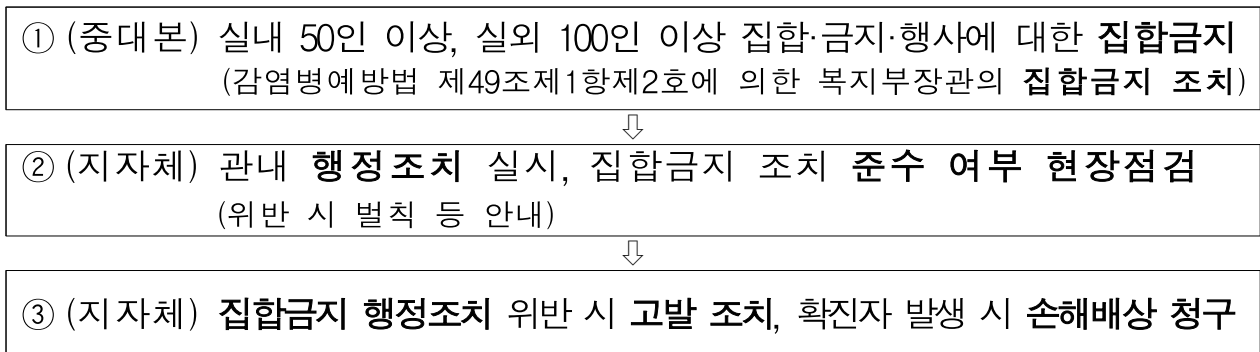 ① (중대본) 실내 50인 이상, 실외 100인 이상 집합·금지·행사에 대한 집합금지
(감염병예방법 제49조제1항제2호에 의한 복지부장관의 집합금지 조치)
⇩
② (지자체) 관내 행정조치 실시, 집합금지 조치 준수 여부 현장점검
(위반 시 벌칙 등 안내)
⇩
③ (지자체) 집합금지 행정조치 위반 시 고발 조치, 확진자 발생 시 손해배상 청구